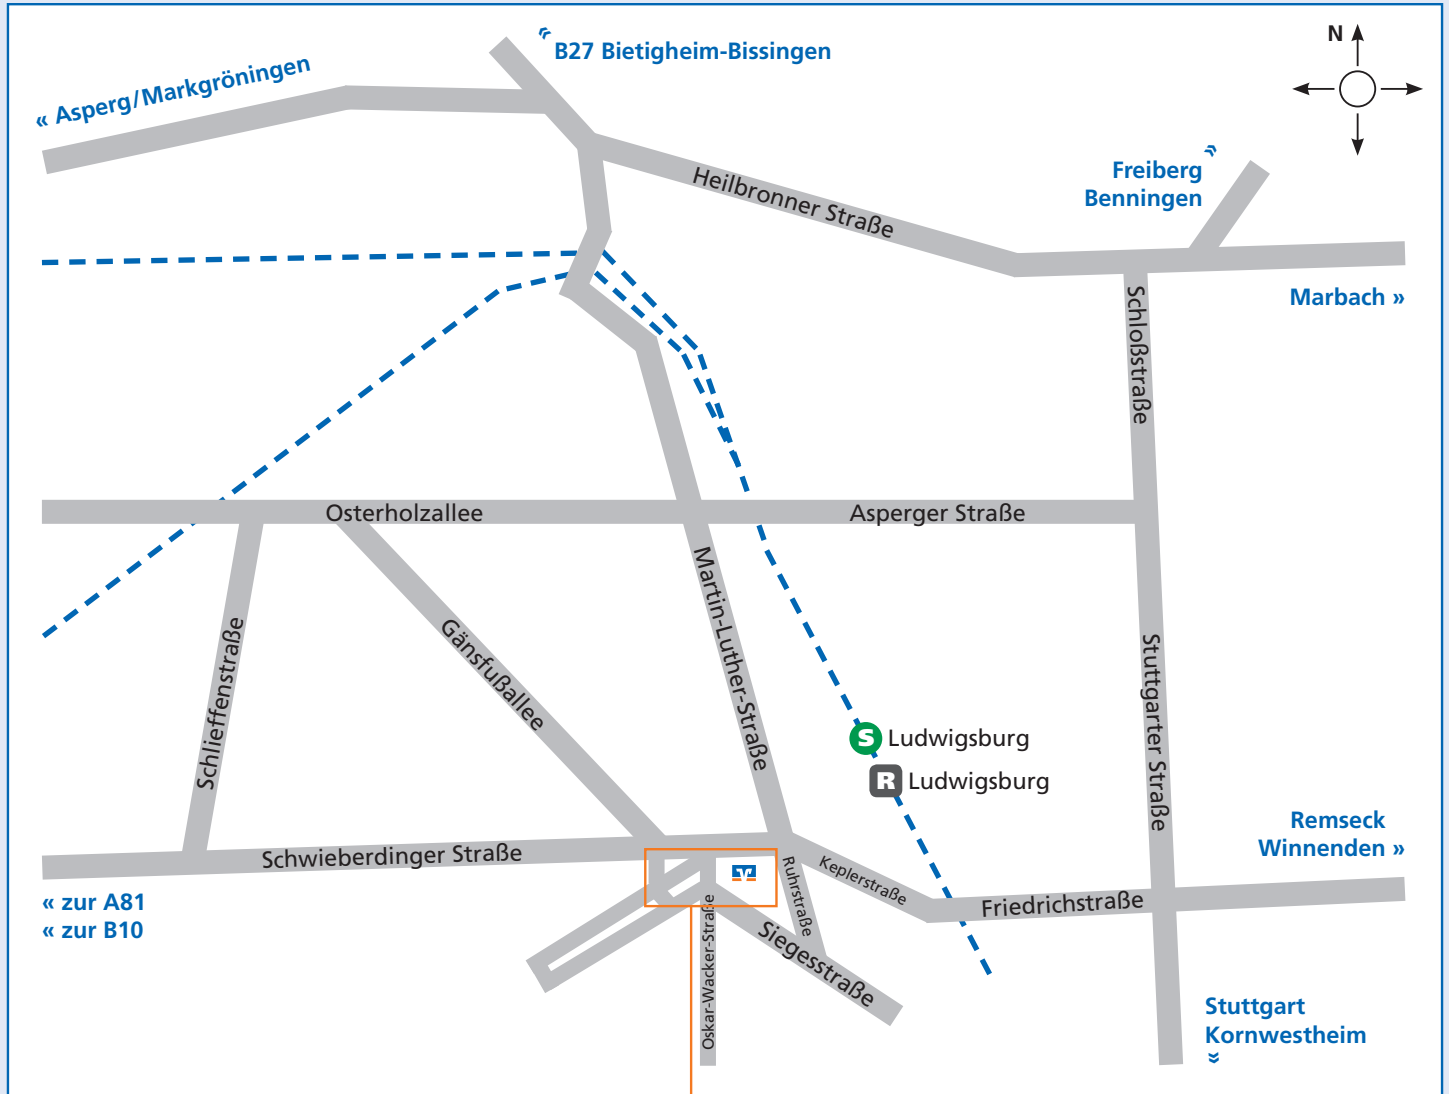 B27 Bietigheim-Bissingen
N
« Asperg/Markgröningen
Heilbronner Straße
Freiberg
Benningen
Marbach »
Schloßstraße
Osterholzallee
Asperger Straße
Martin-Luther-Straße
Gänsfußallee
Schlieffenstraße
Stuttgarter Straße
S Ludwigsburg
R Ludwigsburg
Remseck
Winnenden »
Schwieberdinger Straße
Ruhrstraße
Keplerstraße
Friedrichstraße
« zur A81
« zur B10
Oskar-Wacker-Straße
Siegesstraße
Stuttgart
Kornwestheim